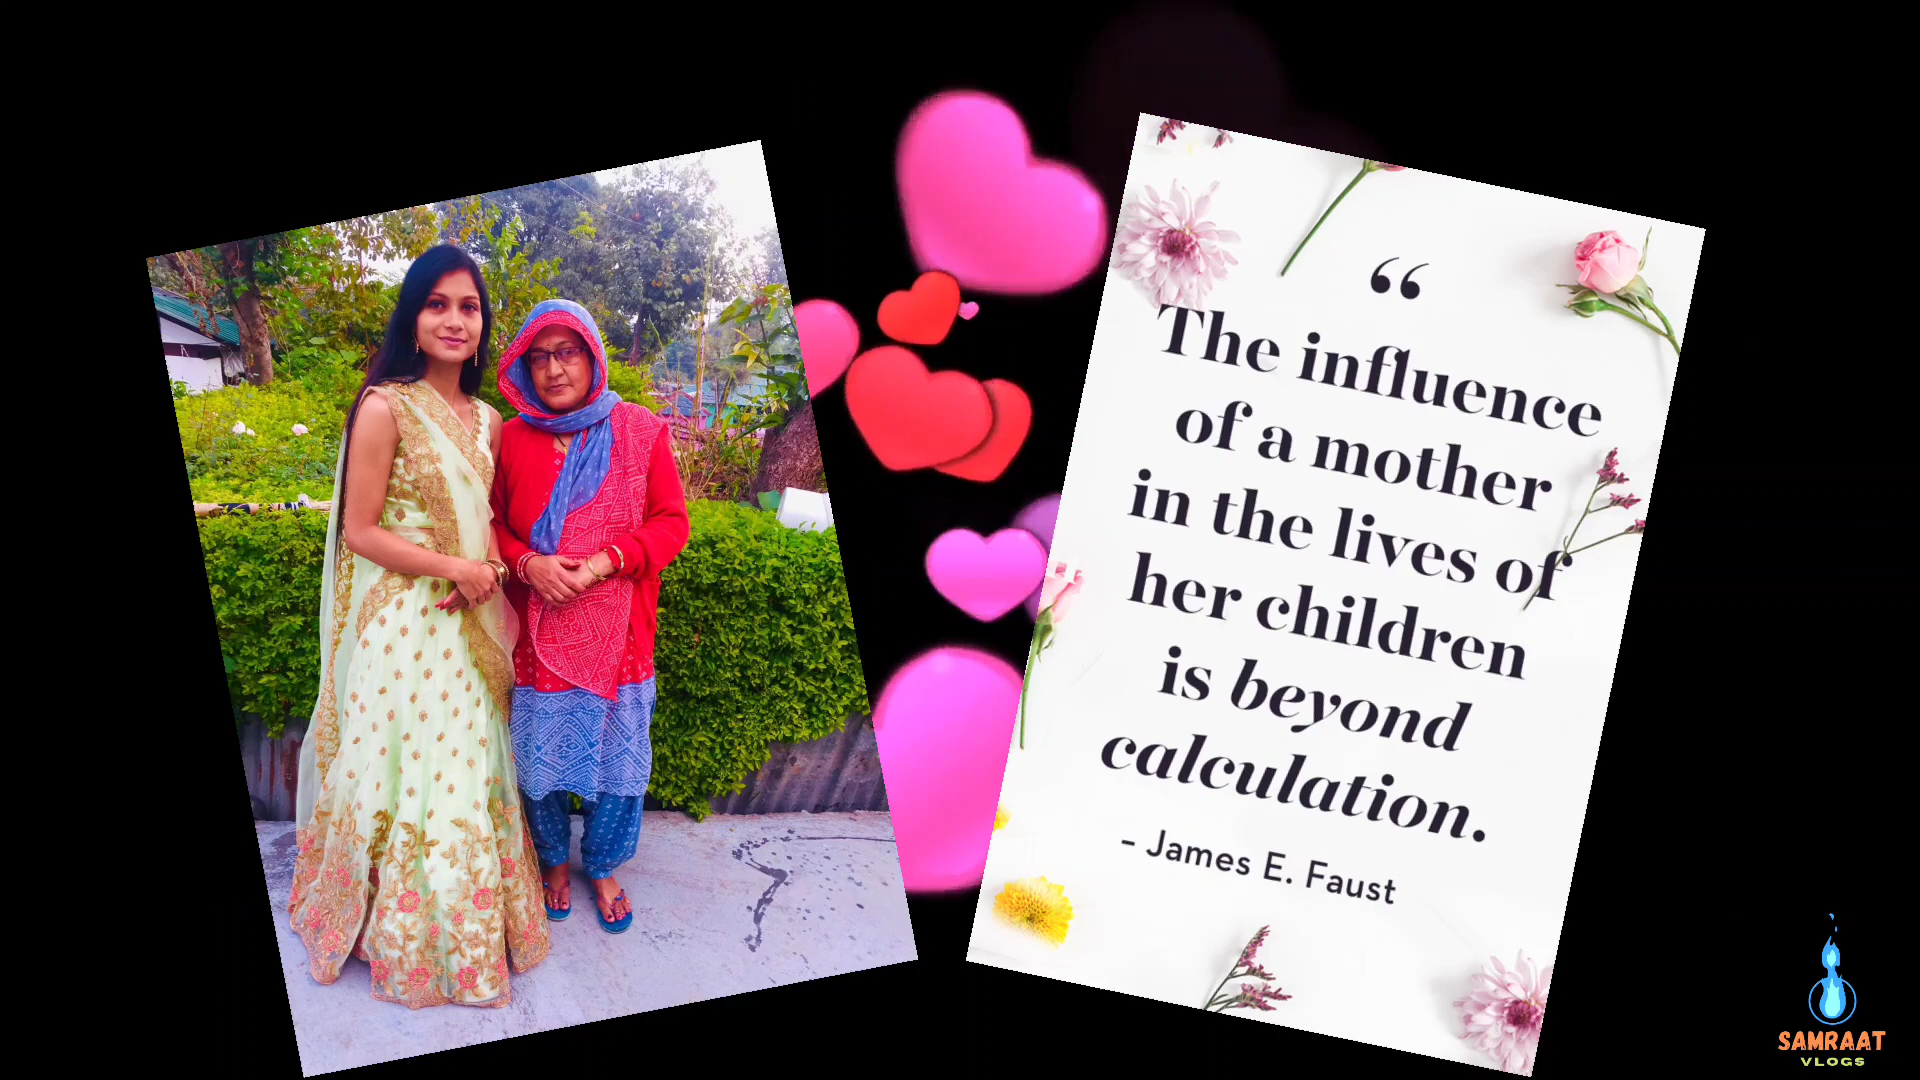 “
The influence
of a mother
in the lives of
her children
is beyond
calculation.
– James E. Faust
SAMRAAT
VLOGS